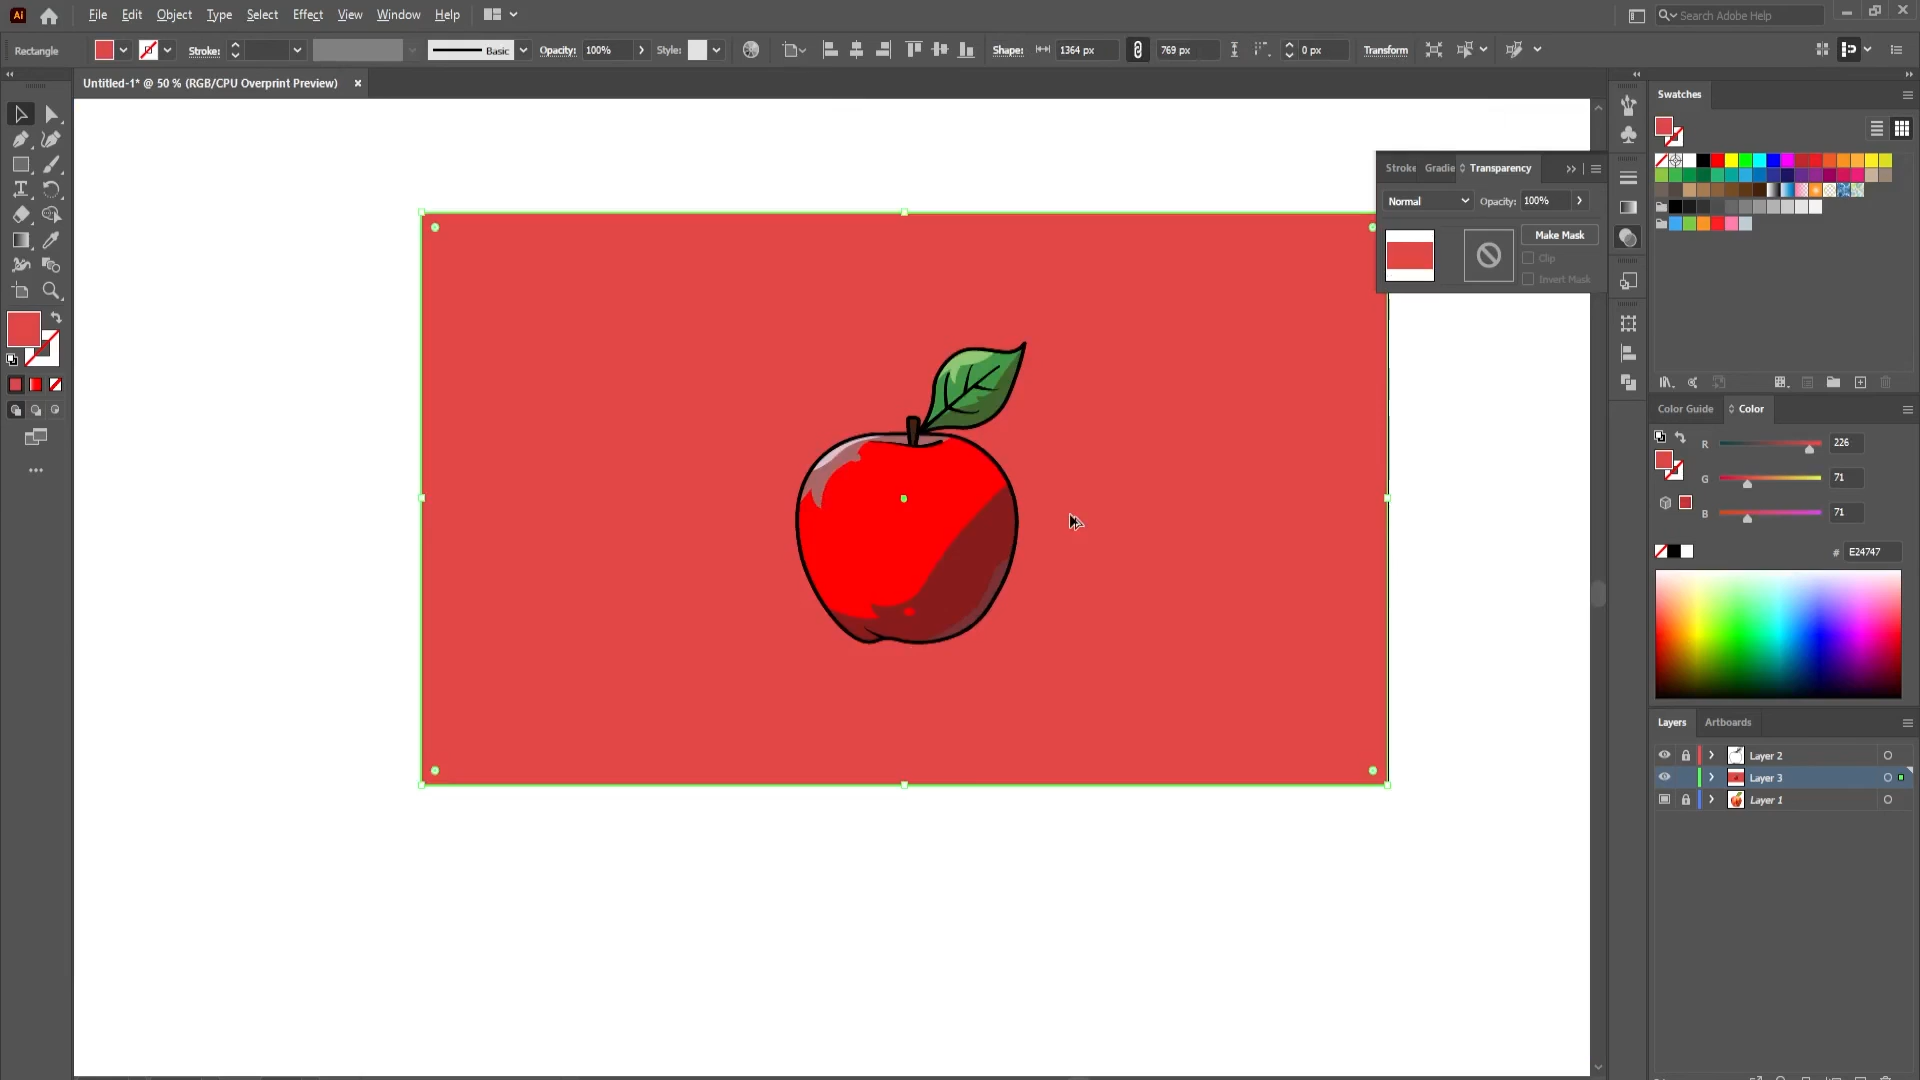 Ai File Edit Object Type Select Effect View Window Help Search Adobe Help
Rectangle Stroke: Basic Opacity: 100% Style: Shape: 1364 px 769 px 0 px Transform
Untitled-1* @ 50 % (RGB/CPU Overprint Preview) ×
Swatches
Stroke Gradie Transparency
Normal Opacity: 100%
Make Mask
Clip
Invert Mask
Color Guide Color
R 226
G 71
B 71
# E24747
Layers Artboards
Layer 2
Layer 3
Layer 1